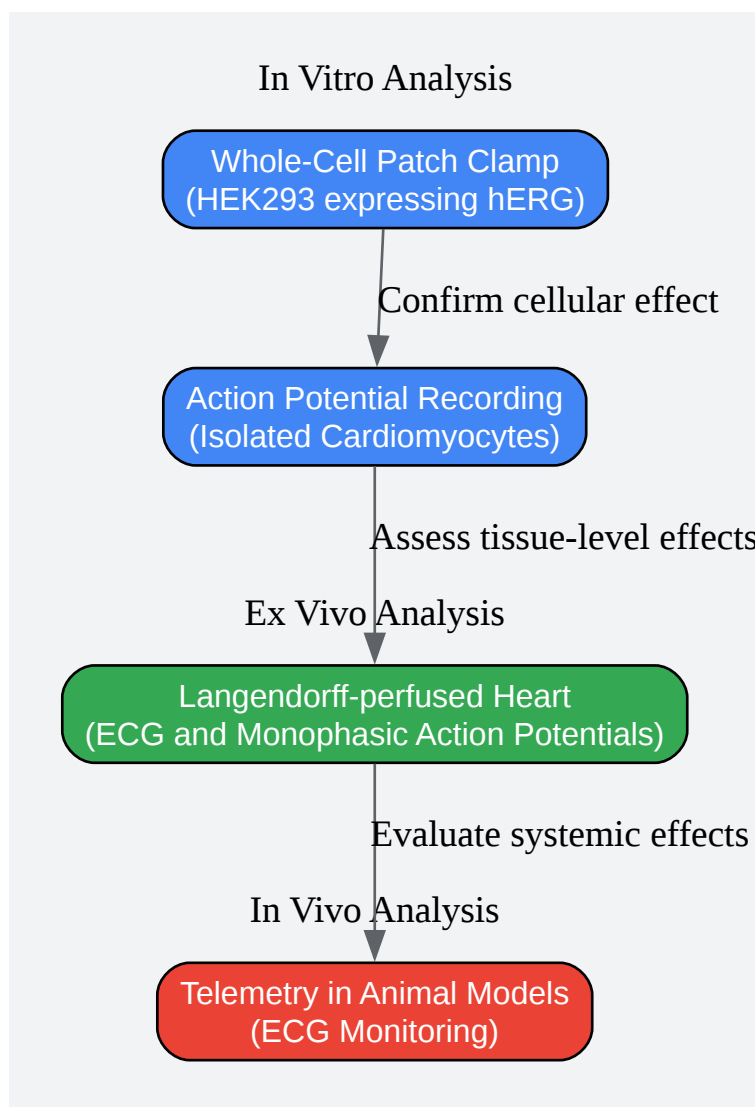 In Vitro Analysis
Whole-Cell Patch Clamp
(HEK293 expressing hERG)
Confirm cellular effect
Action Potential Recording
(Isolated Cardiomyocytes)
Assess tissue-level effects
Ex Vivo Analysis
Langendorff-perfused Heart
(ECG and Monophasic Action Potentials)
Evaluate systemic effects
In Vivo Analysis
Telemetry in Animal Models
(ECG Monitoring)